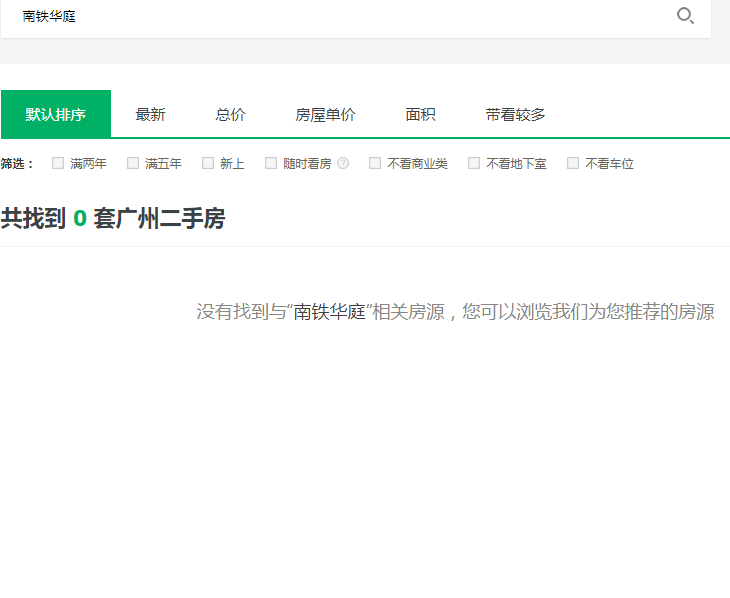 南铁华庭
默认排序 最新 总价 房屋单价 面积 带看较多
筛选： 满两年 满五年 新上 随时看房 ? 不看商业类 不看地下室 不看车位
共找到 0 套广州二手房
没有找到与“南铁华庭”相关房源，您可以浏览我们为您推荐的房源